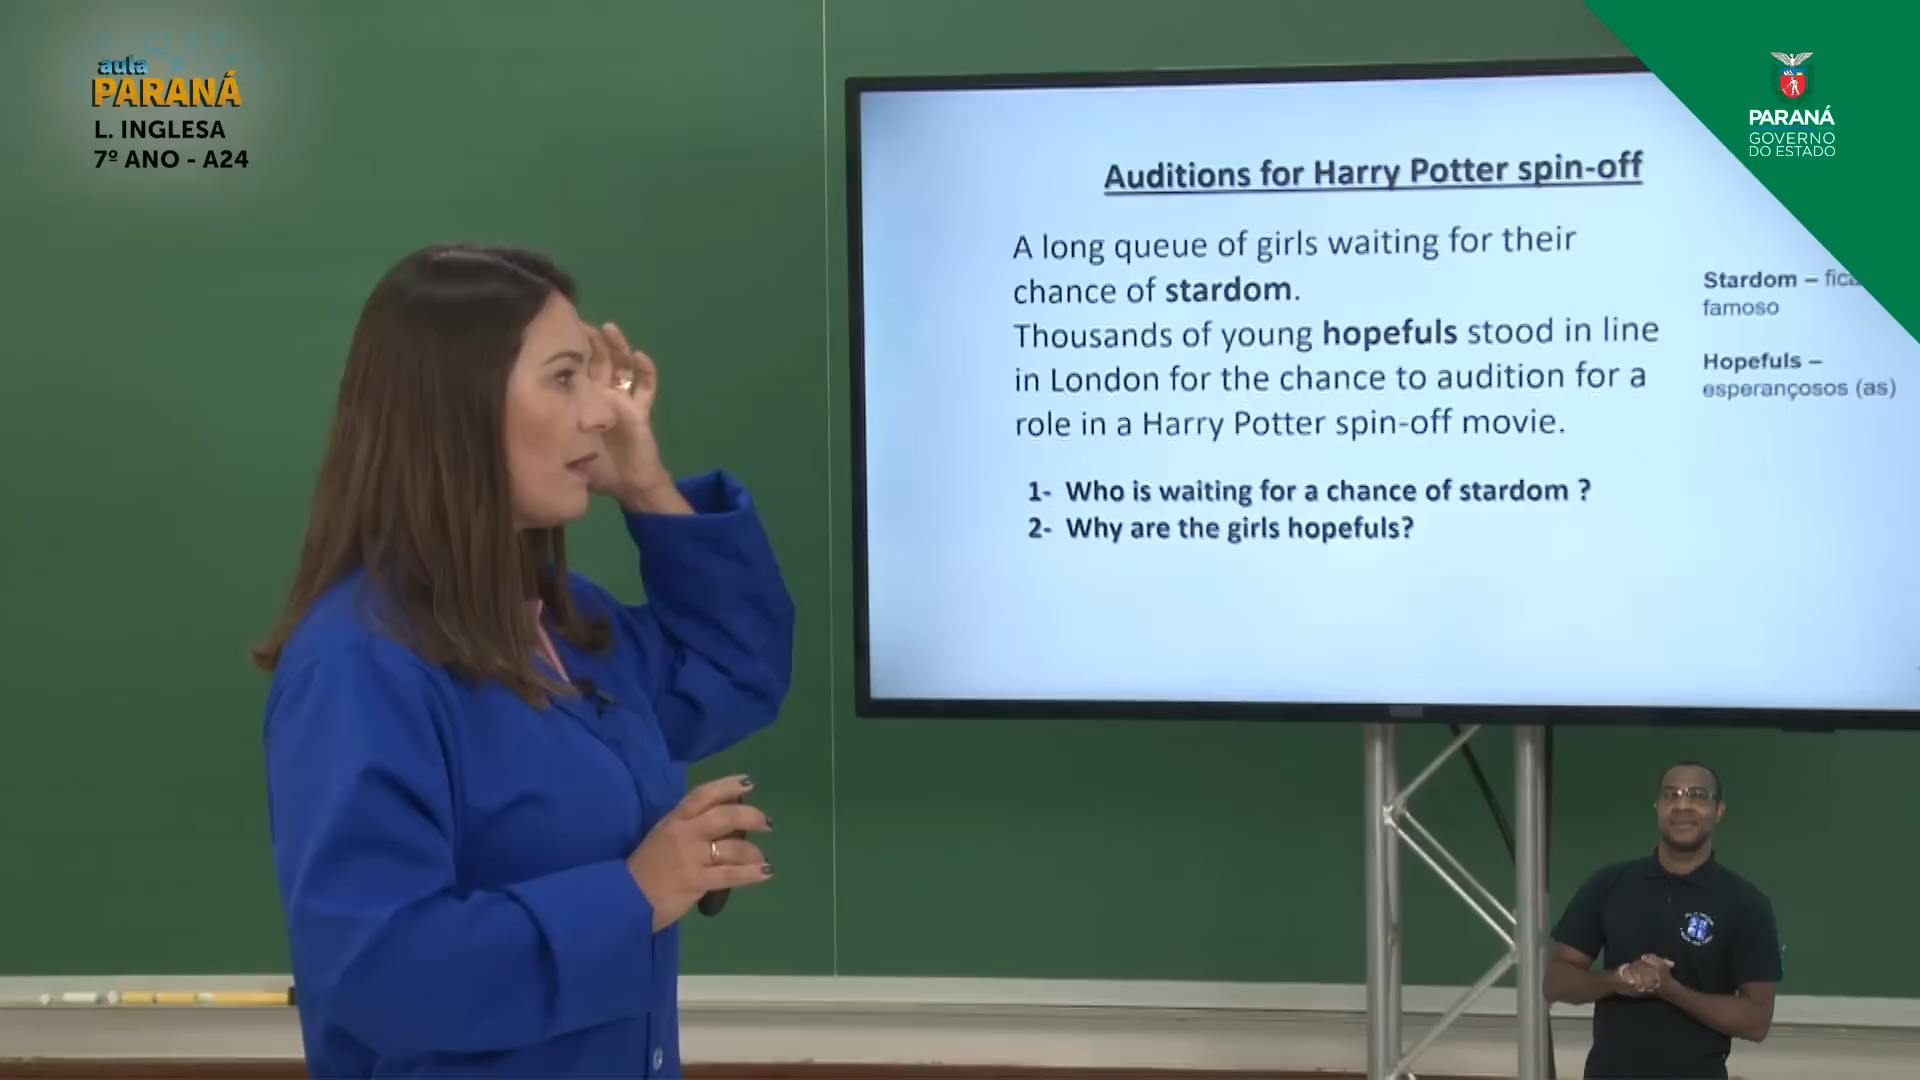 aula
PARANÁ
L. INGLESA
7º ANO - A24
PARANÁ
GOVERNO
DO ESTADO
Auditions for Harry Potter spin-off
A long queue of girls waiting for their
chance of stardom.
Thousands of young hopefuls stood in line
in London for the chance to audition for a
role in a Harry Potter spin-off movie.
1- Who is waiting for a chance of stardom ?
2- Why are the girls hopefuls?
Stardom –
famoso
Hopefuls –
esperançosos (as)